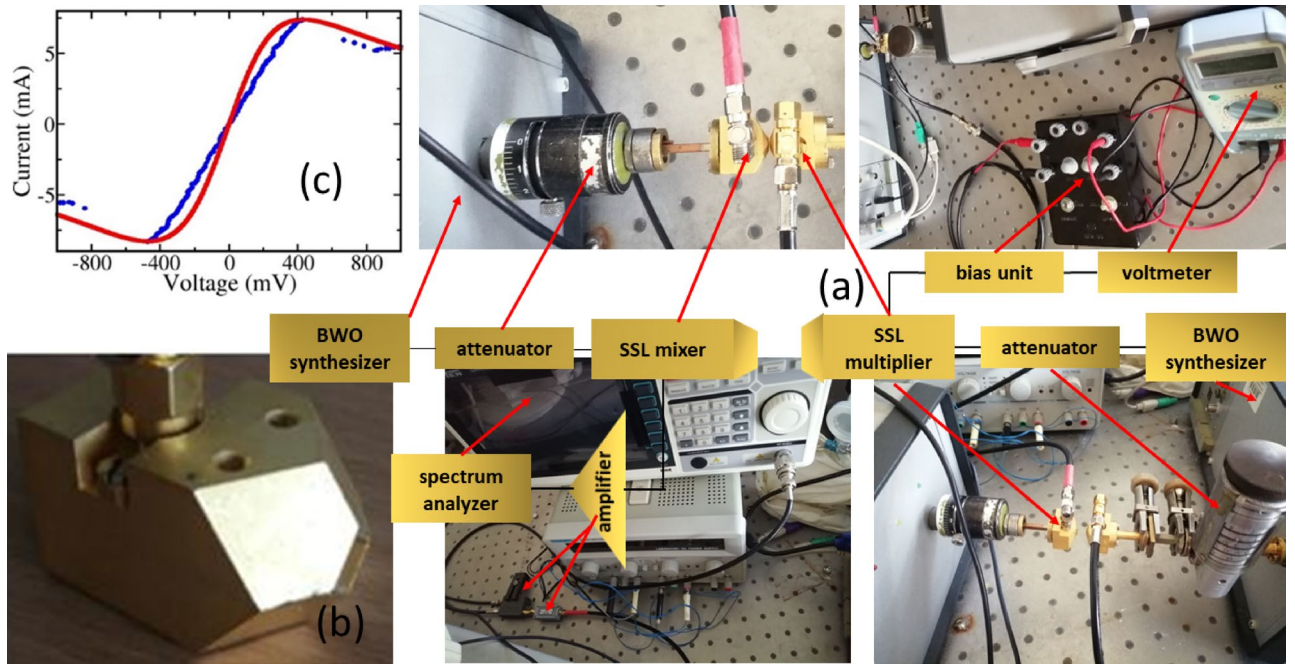 Current (mA)
5
0
-5
-800
-400
0
400
800
Voltage (mV)
(c)
(a)
bias unit
voltmeter
BWO
synthesizer
attenuator
SSL mixer
SSL
multiplier
attenuator
BWO
synthesizer
spectrum
analyzer
amplifier
(b)